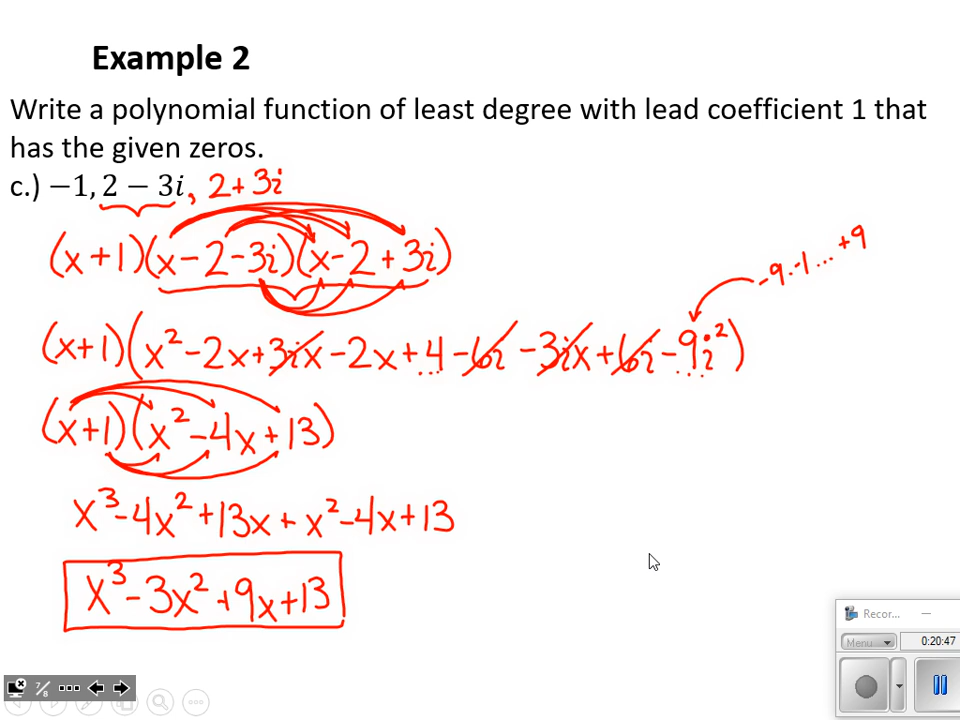 Example 2
Write a polynomial function of least degree with lead coefficient 1 that
has the given zeros.
c.) −1, 2 − 3i, 2+3i
(x+1)(x-2-3i)(x-2+3i)
-9.-1... +9
(x+1)(x²-2x+3ix-2x+4-6i-3ix+6i-9i²)
(x+1)(x²-4x+13)
x³-4x²+13x+x²-4x+13
x³-3x²+9x+13
Recor...
Menu
0:20:47
7/8